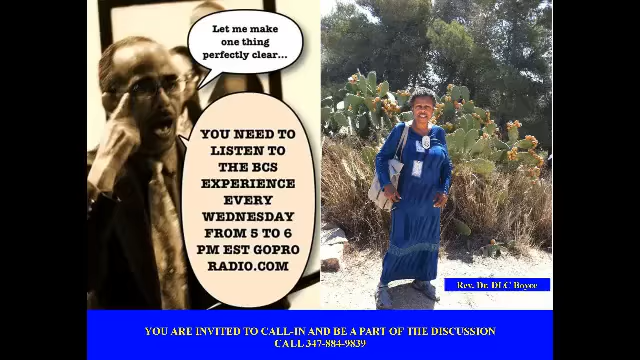 Let me make
one thing
perfectly clear...
YOU NEED TO
LISTEN TO
THE BCS
EXPERIENCE
EVERY
WEDNESDAY
FROM 5 TO 6
PM EST GOPRO
RADIO.COM
Rev. Dr. DLC Boyce
YOU ARE INVITED TO CALL-IN AND BE A PART OF THE DISCUSSION
CALL 347-884-9839